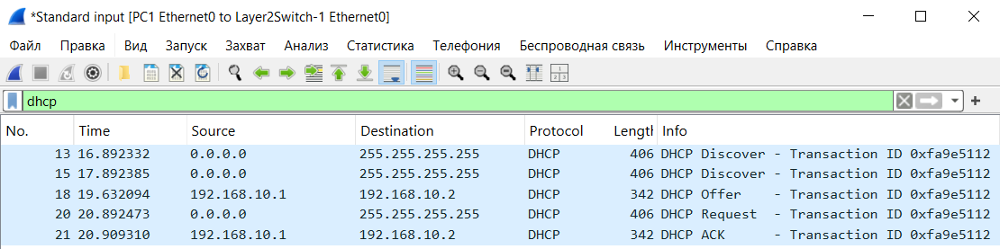 *Standard input [PC1 Ethernet0 to Layer2Switch-1 Ethernet0]
Файл Правка Вид Запуск Захват Анализ Статистика Телефония Беспроводная связь Инструменты Справка
dhcp
No. Time Source Destination Protocol Length Info
13 16.892332 0.0.0.0 255.255.255.255 DHCP 406 DHCP Discover - Transaction ID 0xfa9e5112
15 17.892385 0.0.0.0 255.255.255.255 DHCP 406 DHCP Discover - Transaction ID 0xfa9e5112
18 19.632094 192.168.10.1 192.168.10.2 DHCP 342 DHCP Offer - Transaction ID 0xfa9e5112
20 20.892473 0.0.0.0 255.255.255.255 DHCP 406 DHCP Request - Transaction ID 0xfa9e5112
21 20.909310 192.168.10.1 192.168.10.2 DHCP 342 DHCP ACK - Transaction ID 0xfa9e5112